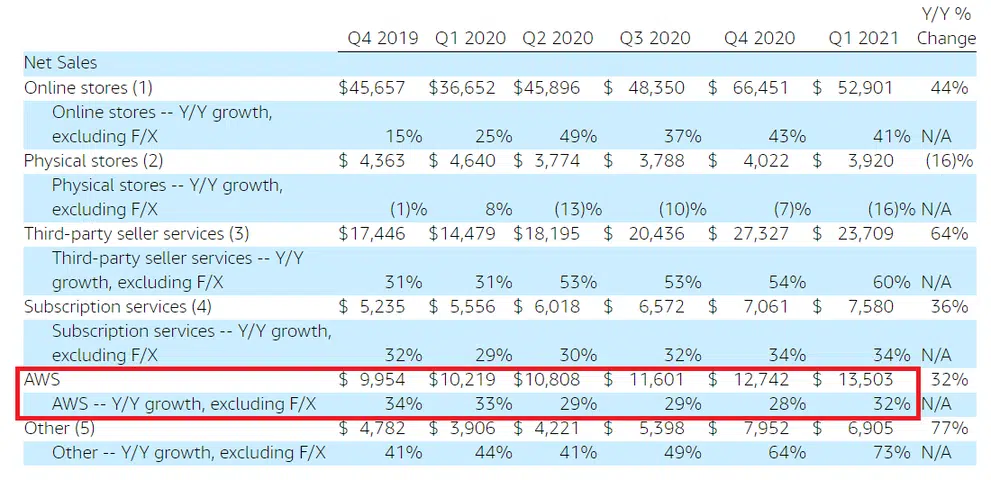 Y/Y %
Q4 2019 Q1 2020 Q2 2020 Q3 2020 Q4 2020 Q1 2021 Change
Net Sales
Online stores (1) $45,657 $36,652 $45,896 $ 48,350 $ 66,451 $ 52,901 44%
Online stores -- Y/Y growth,
excluding F/X 15% 25% 49% 37% 43% 41% N/A
Physical stores (2) $ 4,363 $ 4,640 $ 3,774 $ 3,788 $ 4,022 $ 3,920 (16)%
Physical stores -- Y/Y growth,
excluding F/X (1)% 8% (13)% (10)% (7)% (16)% N/A
Third-party seller services (3) $17,446 $14,479 $18,195 $ 20,436 $ 27,327 $ 23,709 64%
Third-party seller services -- Y/Y
growth, excluding F/X 31% 31% 53% 53% 54% 60% N/A
Subscription services (4) $ 5,235 $ 5,556 $ 6,018 $ 6,572 $ 7,061 $ 7,580 36%
Subscription services -- Y/Y growth,
excluding F/X 32% 29% 30% 32% 34% 34% N/A
AWS $ 9,954 $10,219 $10,808 $ 11,601 $ 12,742 $ 13,503 32%
AWS -- Y/Y growth, excluding F/X 34% 33% 29% 29% 28% 32% N/A
Other (5) $ 4,782 $ 3,906 $ 4,221 $ 5,398 $ 7,952 $ 6,905 77%
Other -- Y/Y growth, excluding F/X 41% 44% 41% 49% 64% 73% N/A